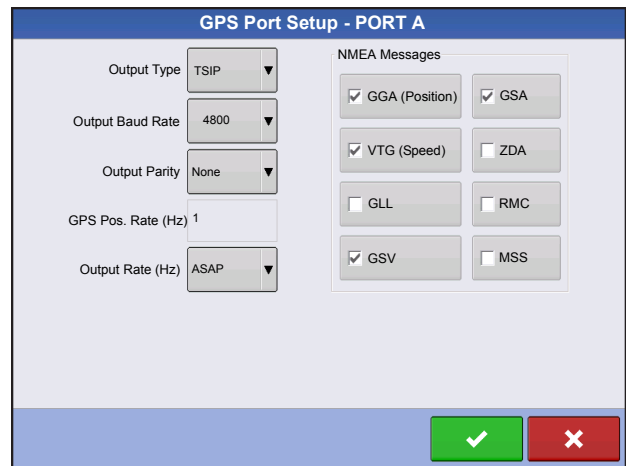 GPS Port Setup - PORT A
Output Type
TSIP
Output Baud Rate
4800
Output Parity
None
GPS Pos. Rate (Hz)
1
Output Rate (Hz)
ASAP
NMEA Messages
GGA (Position)
GSA
VTG (Speed)
ZDA
GLL
RMC
GSV
MSS